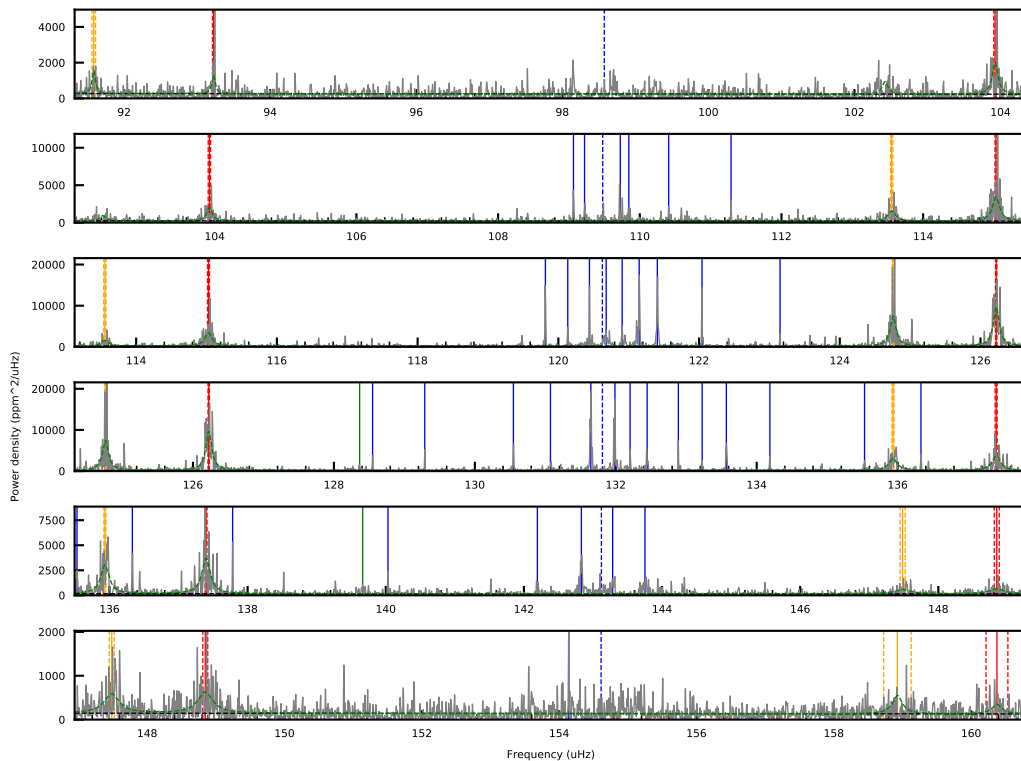 4000
2000
0
92 94 96 98 100 102 104
10000
5000
0
104 106 108 110 112 114
20000
10000
0
114 116 118 120 122 124 126
20000
10000
0
126 128 130 132 134 136
7500
5000
2500
0
136 138 140 142 144 146 148
2000
1000
0
148 150 152 154 156 158 160
Power density (ppm^2/uHz)
Frequency (uHz)